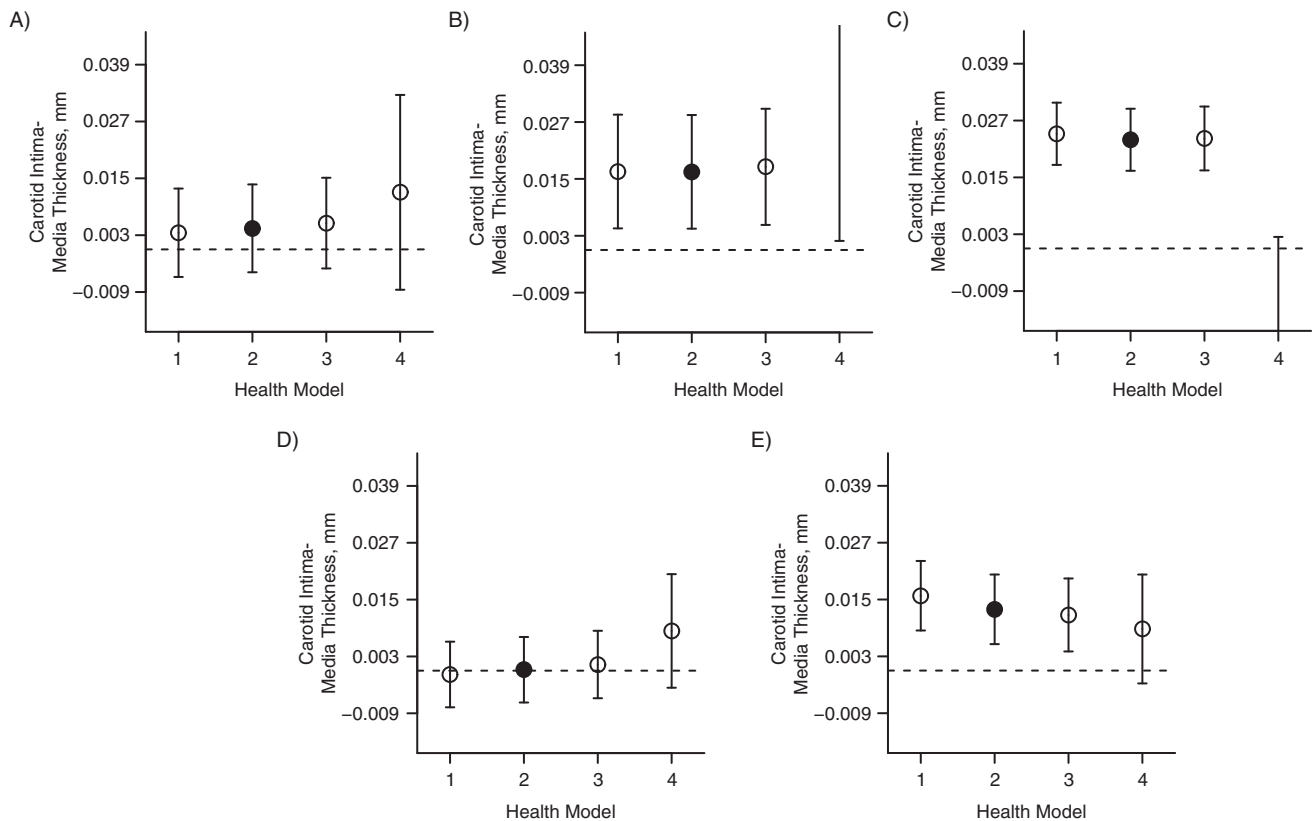 A)
Carotid Intima-
Media Thickness, mm
0.039
0.027
0.015
0.003
−0.009
1 2 3 4
Health Model
B)
Carotid Intima-
Media Thickness, mm
0.039
0.027
0.015
0.003
−0.009
1 2 3 4
Health Model
C)
Carotid Intima-
Media Thickness, mm
0.039
0.027
0.015
0.003
−0.009
1 2 3 4
Health Model
D)
Carotid Intima-
Media Thickness, mm
0.039
0.027
0.015
0.003
−0.009
1 2 3 4
Health Model
E)
Carotid Intima-
Media Thickness, mm
0.039
0.027
0.015
0.003
−0.009
1 2 3 4
Health Model